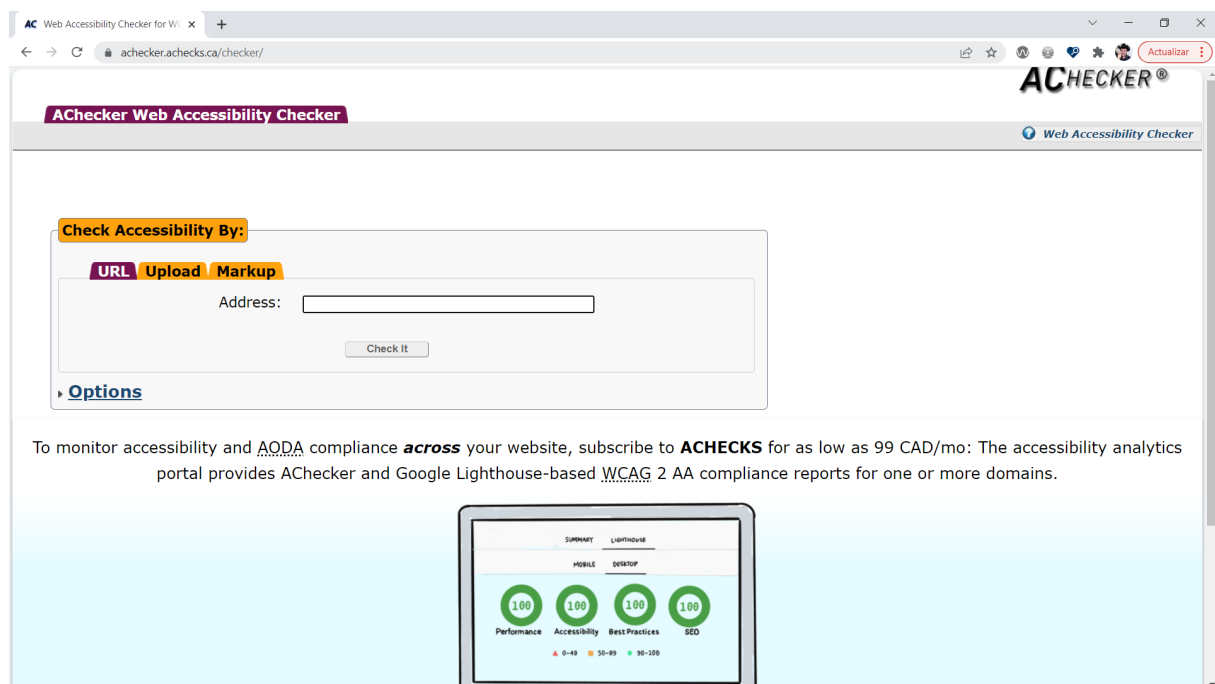 AC Web Accessibility Checker for WC
achecker.achecks.ca/checker/
Actualizar
ACHECKER ®
AChecker Web Accessibility Checker
Web Accessibility Checker
Check Accessibility By:
URL Upload Markup
Address:
Check It
Options
To monitor accessibility and AODA compliance across your website, subscribe to ACHECKS for as low as 99 CAD/mo: The accessibility analytics
portal provides AChecker and Google Lighthouse-based WCAG 2 AA compliance reports for one or more domains.
SUMMARY LIGHTHOUSE
MOBILE DESKTOP
100 100 100 100
Performance Accessibility Best Practices SEO
0-49 50-89 90-100